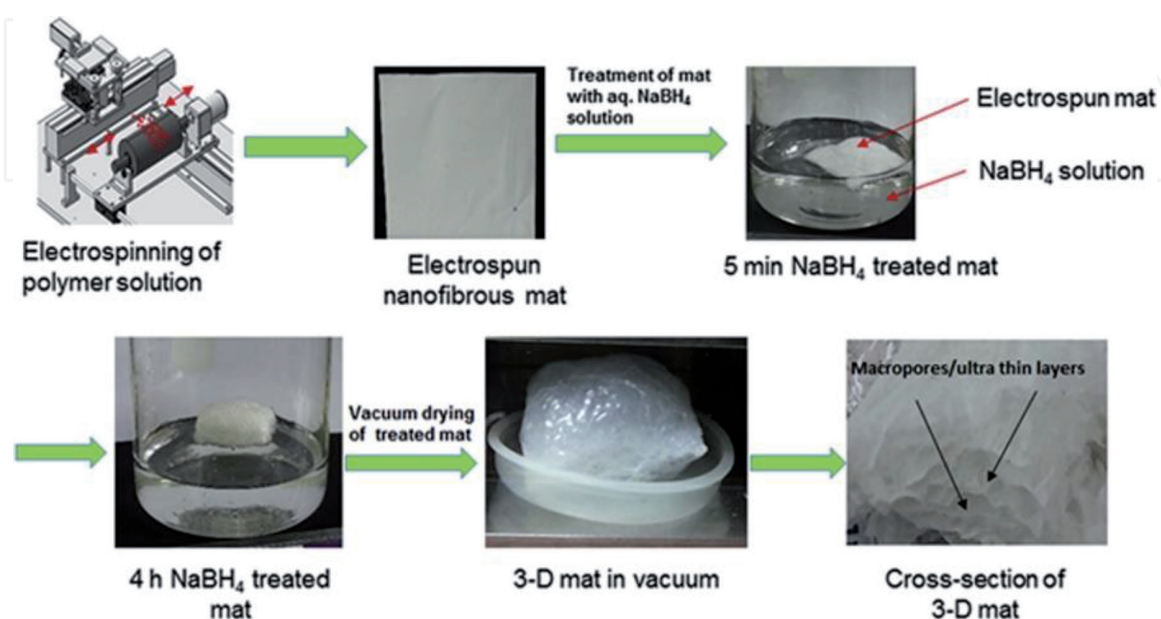 Electrospinning of
polymer solution
Electrospun
nanofibrous mat
Treatment of mat
with aq. NaBH₄
solution
Electrospun mat
NaBH₄ solution
5 min NaBH₄ treated mat
4 h NaBH₄ treated
mat
Vacuum drying
of treated mat
3-D mat in vacuum
Macropores/ultra thin layers
Cross-section of
3-D mat